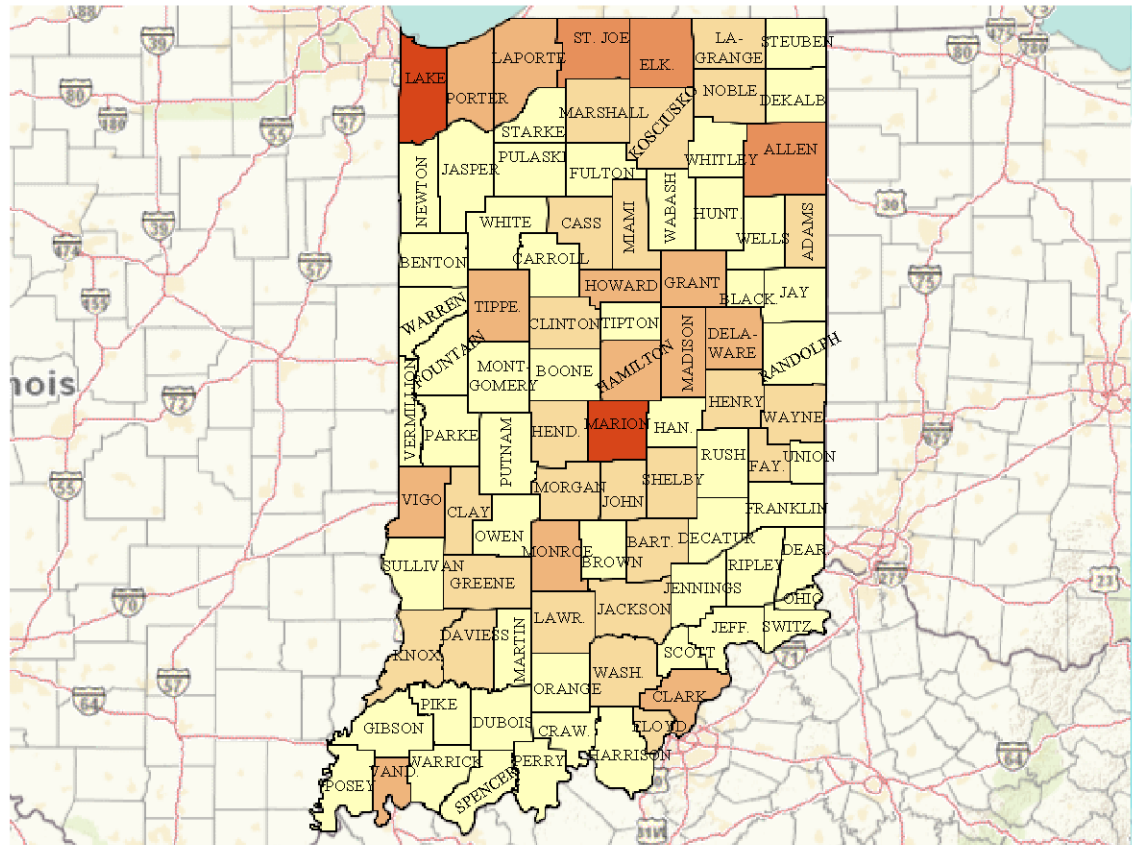 39
80
180
55
57
39
474
155
57
72
55
88
70
57
64
80
475
280
75
30
75
675
275
23
71
64
nois
ST. JOE
LAPORTE
ELK.
LA-
GRANGE
STEUBEN
LAKE
PORTER
NOBLE
DEKALB
MARSHALL
KOSCIUSKO
STARKE
ALLEN
NEWTON
JASPER
PULASKI
FULTON
WHITLEY
WABASH
HUNT.
WHITE
CASS
MIAMI
WELLS
ADAMS
BENTON
CARROLL
HOWARD
GRANT
BLACK.
JAY
WARREN
TIPPE.
CLINTON
TIPTON
MADISON
DELA-
WARE
RANDOLPH
FOUNTAIN
MONT-
GOMERY
BOONE
HAMILTON
VERMILLION
PARKE
PUTNAM
HEND.
MARION
HAN.
HENRY
WAYNE
RUSH
FAY.
UNION
VIGO
CLAY
MORGAN
JOHN
SHELBY
FRANKLIN
OWEN
MONROE
BROWN
BART.
DECATUR
DEAR.
SULLIVAN
GREENE
RIPLEY
JENNINGS
OHIO
LAWR.
JACKSON
JEFF.
SWITZ.
KNOX
DAVIESS
MARTIN
SCOTT
ORANGE
WASH.
CLARK
PIKE
GIBSON
DUBOIS
CRAW.
FLOYD
HARRISON
POSEY
VAND.
WARRICK
SPENCER
PERRY